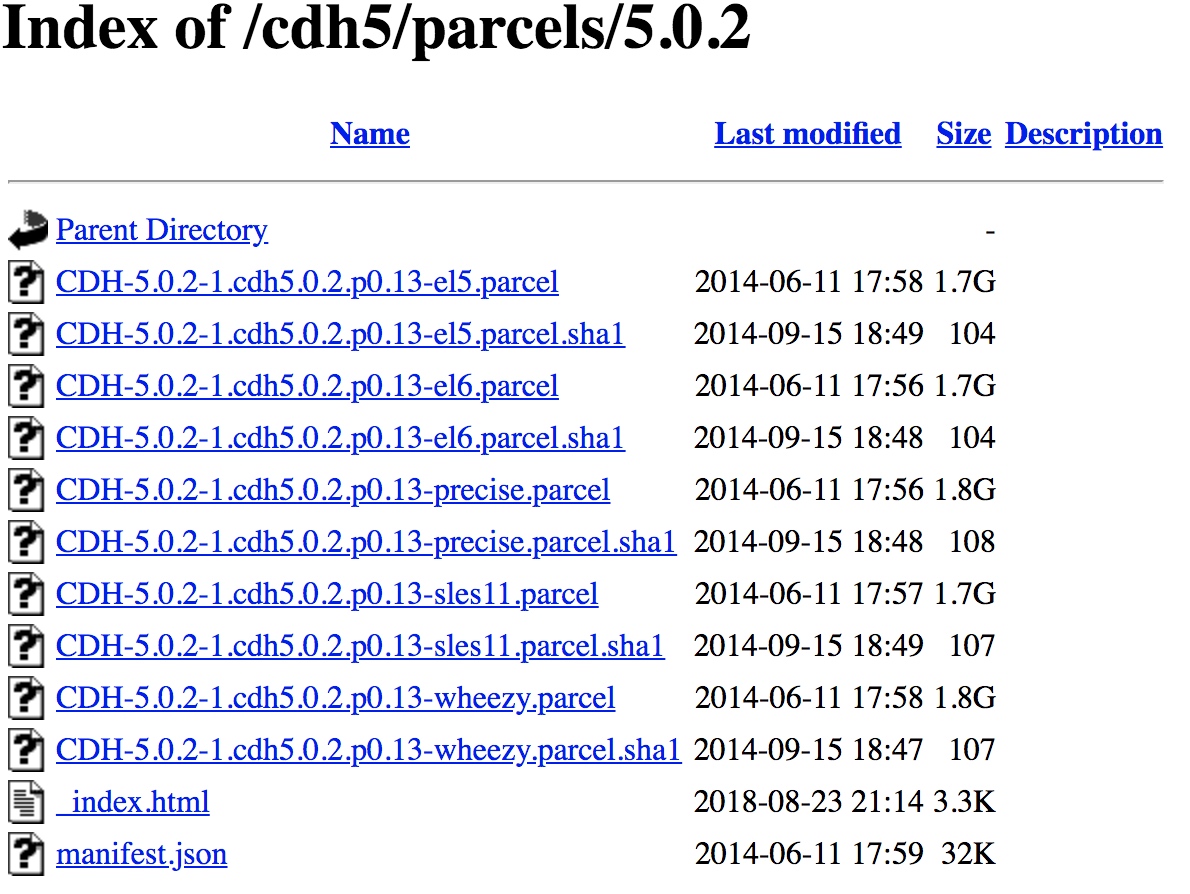 Index of /cdh5/parcels/5.0.2
Name Last modified Size Description
Parent Directory -
CDH-5.0.2-1.cdh5.0.2.p0.13-el5.parcel 2014-06-11 17:58 1.7G
CDH-5.0.2-1.cdh5.0.2.p0.13-el5.parcel.sha1 2014-09-15 18:49 104
CDH-5.0.2-1.cdh5.0.2.p0.13-el6.parcel 2014-06-11 17:56 1.7G
CDH-5.0.2-1.cdh5.0.2.p0.13-el6.parcel.sha1 2014-09-15 18:48 104
CDH-5.0.2-1.cdh5.0.2.p0.13-precise.parcel 2014-06-11 17:56 1.8G
CDH-5.0.2-1.cdh5.0.2.p0.13-precise.parcel.sha1 2014-09-15 18:48 108
CDH-5.0.2-1.cdh5.0.2.p0.13-sles11.parcel 2014-06-11 17:57 1.7G
CDH-5.0.2-1.cdh5.0.2.p0.13-sles11.parcel.sha1 2014-09-15 18:49 107
CDH-5.0.2-1.cdh5.0.2.p0.13-wheezy.parcel 2014-06-11 17:58 1.8G
CDH-5.0.2-1.cdh5.0.2.p0.13-wheezy.parcel.sha1 2014-09-15 18:47 107
_index.html 2018-08-23 21:14 3.3K
manifest.json 2014-06-11 17:59 32K